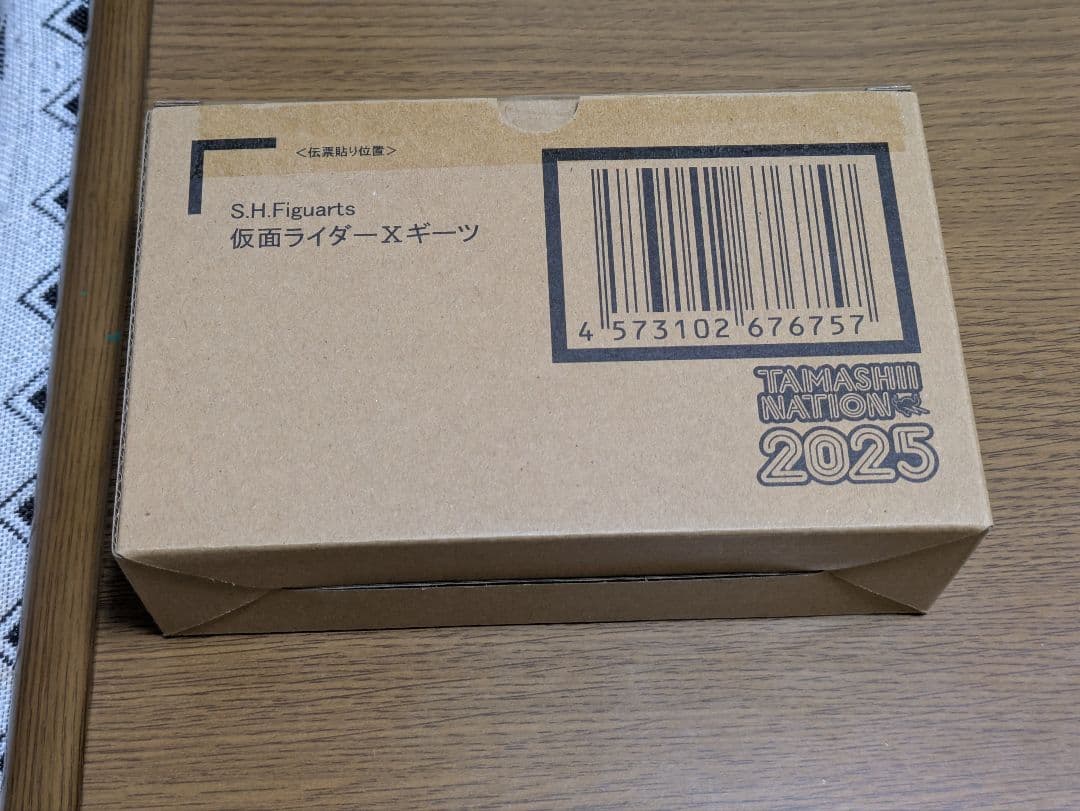 ＜伝票貼り位置＞
S.H.Figuarts
仮面ライダーXギーツ
4 573102 676757
TAMASHII
NATION
2025